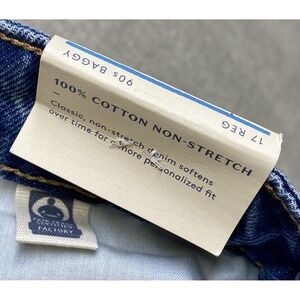 90s BAGGY
17 REG
100% COTTON NON-STRETCH
Classic, non-stretch denim softens
over time for a more personalized fit
FACTORY